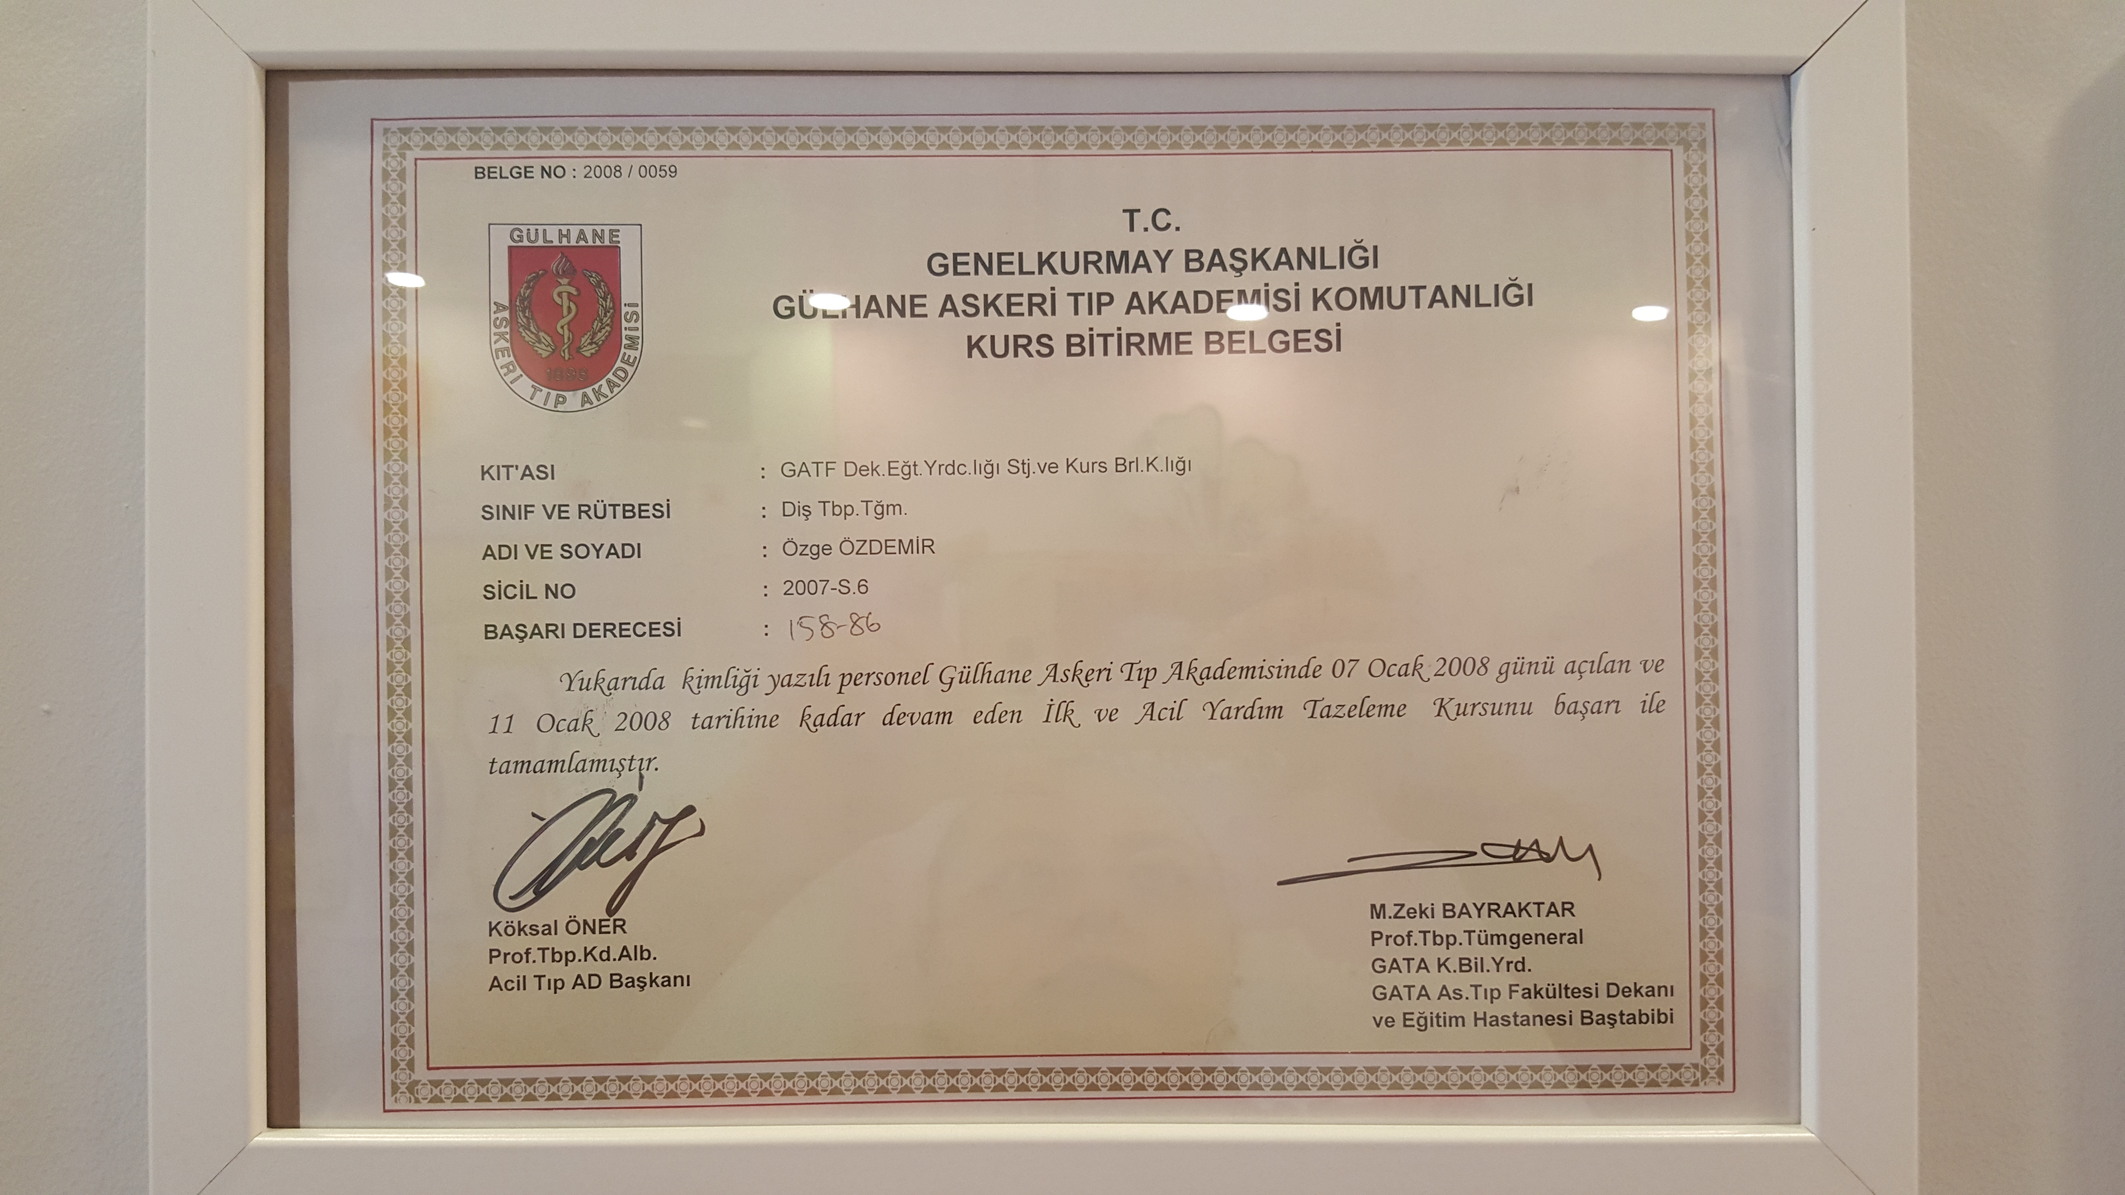 BELGE NO : 2008 / 0059
GÜLHANE
ASKERİ TIP AKADEMİSİ
1898
T.C.
GENELKURMAY BAŞKANLIĞI
GÜLHANE ASKERİ TIP AKADEMİSİ KOMUTANLIĞI
KURS BİTİRME BELGESİ
KIT'ASI : GATF Dek.Eğt.Yrdc.lığı Stj.ve Kurs Brl.K.lığı
SINIF VE RÜTBESİ : Diş Tbp.Tğm.
ADI VE SOYADI : Özge ÖZDEMİR
SİCİL NO : 2007-S.6
BAŞARI DERECESİ : 158-86
Yukarıda kimliği yazılı personel Gülhane Askeri Tıp Akademisinde 07 Ocak 2008 günü açılan ve
11 Ocak 2008 tarihine kadar devam eden İlk ve Acil Yardım Tazeleme Kursunu başarı ile
tamamlamıştır.
Köksal ÖNER
Prof.Tbp.Kd.Alb.
Acil Tıp AD Başkanı
M.Zeki BAYRAKTAR
Prof.Tbp.Tümgeneral
GATA K.Bil.Yrd.
GATA As.Tıp Fakültesi Dekanı
ve Eğitim Hastanesi Baştabibi